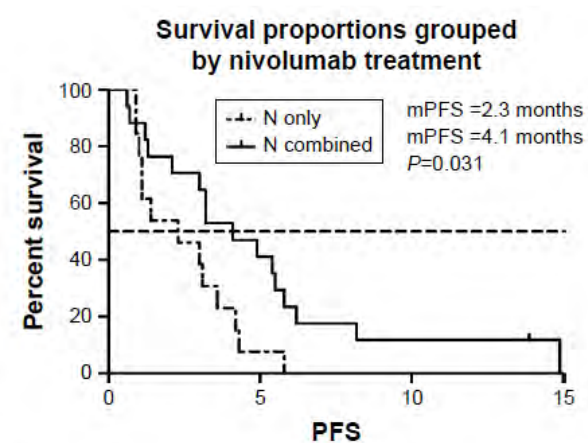 Survival proportions grouped
by nivolumab treatment
Percent survival
100
80
60
40
20
0
N only
N combined
mPFS =2.3 months
mPFS =4.1 months
P=0.031
0 5 10 15
PFS